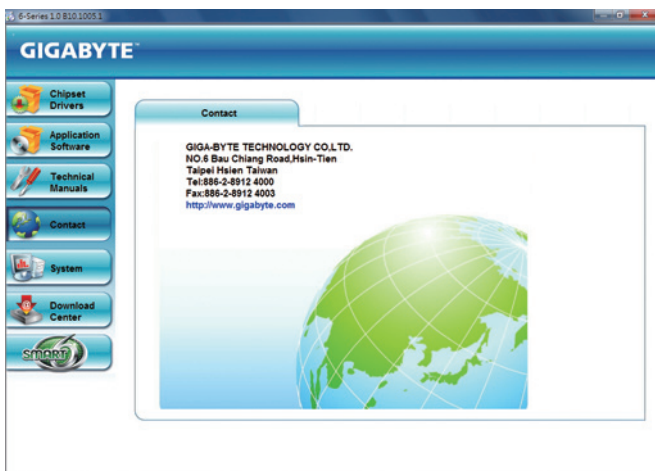 6-Series 1.0 B10.1005.1
GIGABYTE™
Chipset
Drivers
Application
Software
Technical
Manuals
Contact
System
Download
Center
SMART 6
Contact
GIGA-BYTE TECHNOLOGY CO,LTD.
NO.6 Bau Chiang Road,Hsin-Tien
Taipei Hsien Taiwan
Tel:886-2-8912 4000
Fax:886-2-8912 4003
http://www.gigabyte.com